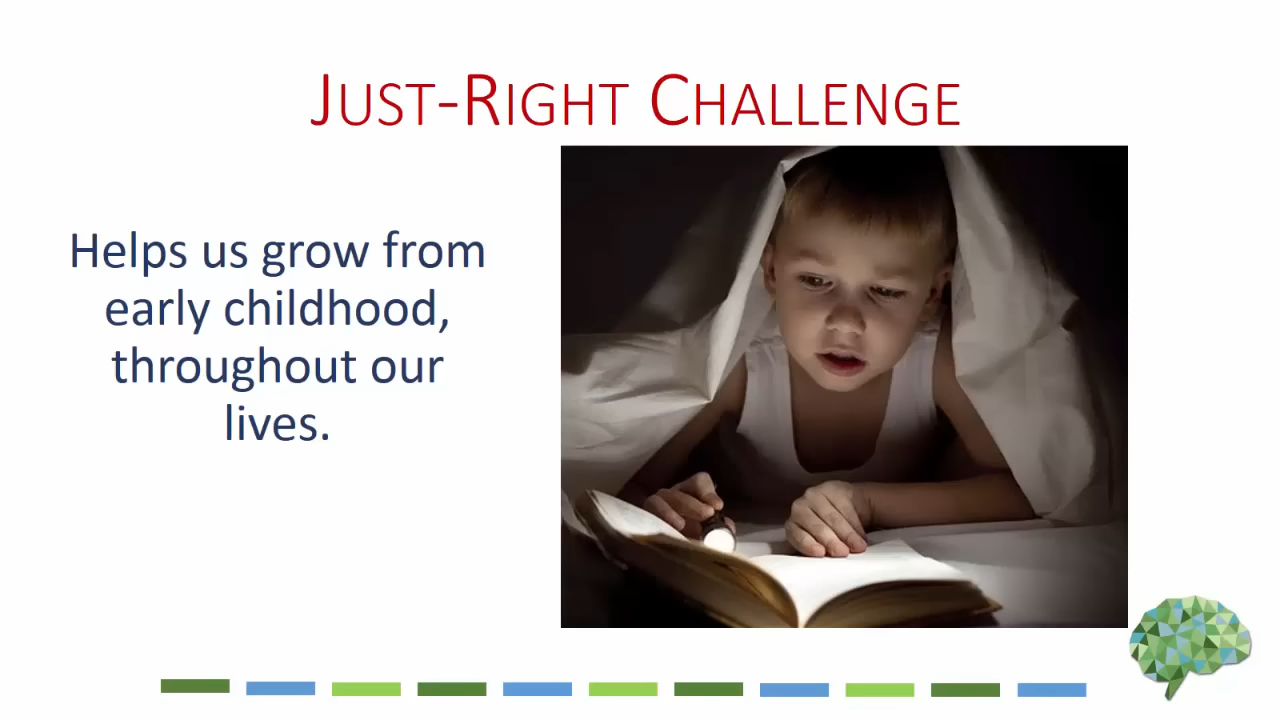 JUST-RIGHT CHALLENGE
Helps us grow from
early childhood,
throughout our
lives.